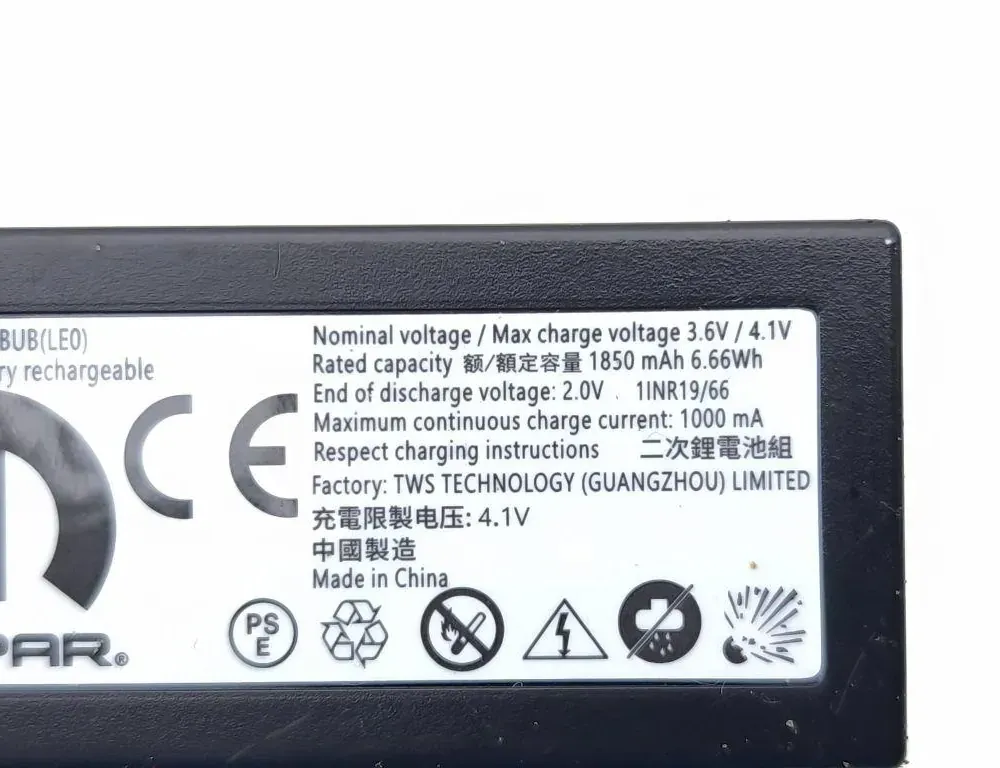 BUB(LE0)
ry rechargeable
Nominal voltage / Max charge voltage 3.6V / 4.1V
Rated capacity 额/額定容量 1850 mAh 6.66Wh
End of discharge voltage: 2.0V . 1INR19/66
Maximum continuous charge current: 1000 mA
Respect charging instructions 二次鋰電池組
Factory: TWS TECHNOLOGY (GUANGZHOU) LIMITED
充電限製电压: 4.1V
中國製造
Made in China
CE
PS
E
PAR®